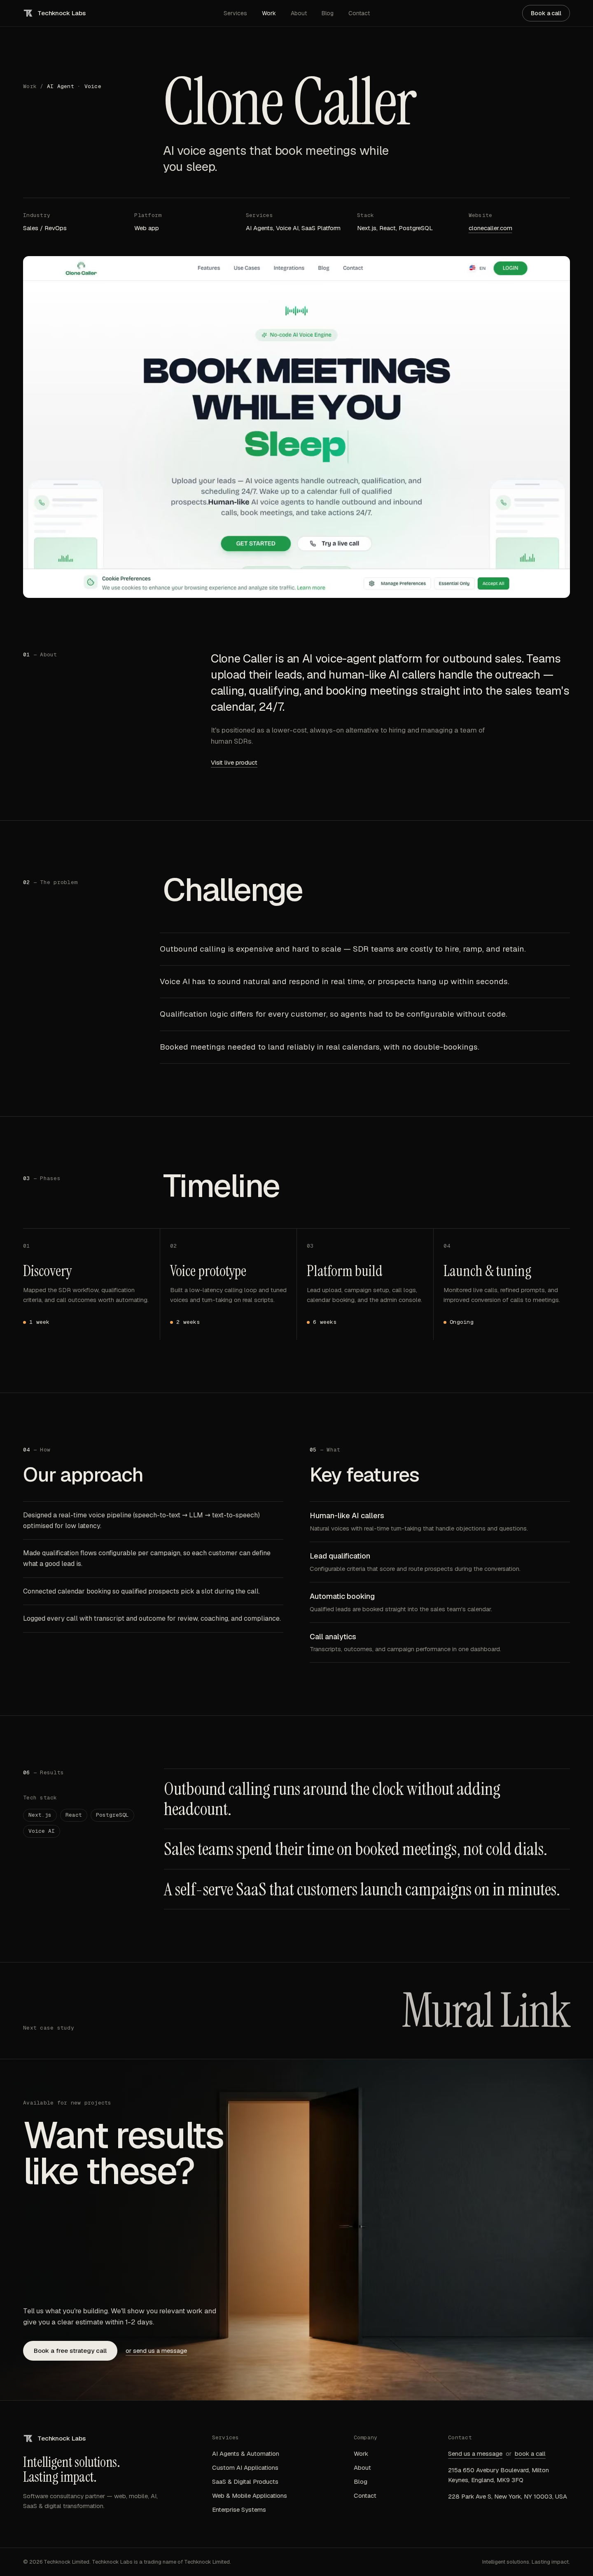 Techknock Labs
Services
Work
About
Blog
Contact
Book a call
Work / AI Agent · Voice
Clone Caller
AI voice agents that book meetings while
you sleep.
Industry
Sales / RevOps
Platform
Web app
Services
AI Agents, Voice AI, SaaS Platform
Stack
Next.js, React, PostgreSQL
Website
clonecaller.com
Clone Caller
Features
Use Cases
Integrations
Blog
Contact
EN
LOGIN
No-code AI Voice Engine
BOOK MEETINGS
WHILE YOU
Sleep
Upload your leads — AI voice agents handle outreach, qualification, and
scheduling 24/7. Wake up to a calendar full of qualified
prospects.Human-like AI voice agents to handle outbound and inbound
calls, book meetings, and take actions 24/7.
GET STARTED
Try a live call
Cookie Preferences
We use cookies to enhance your browsing experience and analyze site traffic. Learn more
Manage Preferences
Essential Only
Accept All
01 — About
Clone Caller is an AI voice-agent platform for outbound sales. Teams
upload their leads, and human-like AI callers handle the outreach —
calling, qualifying, and booking meetings straight into the sales team's
calendar, 24/7.
It's positioned as a lower-cost, always-on alternative to hiring and managing a team of
human SDRs.
Visit live product
02 — The problem
Challenge
Outbound calling is expensive and hard to scale — SDR teams are costly to hire, ramp, and retain.
Voice AI has to sound natural and respond in real time, or prospects hang up within seconds.
Qualification logic differs for every customer, so agents had to be configurable without code.
Booked meetings needed to land reliably in real calendars, with no double-bookings.
03 — Phases
Timeline
01
Discovery
Mapped the SDR workflow, qualification
criteria, and call outcomes worth automating.
1 week
02
Voice prototype
Built a low-latency calling loop and tuned
voices and turn-taking on real scripts.
2 weeks
03
Platform build
Lead upload, campaign setup, call logs,
calendar booking, and the admin console.
6 weeks
04
Launch & tuning
Monitored live calls, refined prompts, and
improved conversion of calls to meetings.
Ongoing
04 — How
Our approach
Designed a real-time voice pipeline (speech-to-text → LLM → text-to-speech)
optimised for low latency.
Made qualification flows configurable per campaign, so each customer can define
what a good lead is.
Connected calendar booking so qualified prospects pick a slot during the call.
Logged every call with transcript and outcome for review, coaching, and compliance.
05 — What
Key features
Human-like AI callers
Natural voices with real-time turn-taking that handle objections and questions.
Lead qualification
Configurable criteria that score and route prospects during the conversation.
Automatic booking
Qualified leads are booked straight into the sales team's calendar.
Call analytics
Transcripts, outcomes, and campaign performance in one dashboard.
06 — Results
Tech stack
Next.js
React
PostgreSQL
Voice AI
Outbound calling runs around the clock without adding
headcount.
Sales teams spend their time on booked meetings, not cold dials.
A self-serve SaaS that customers launch campaigns on in minutes.
Next case study
Mural Link
Available for new projects
Want results
like these?
Tell us what you're building. We'll show you relevant work and
give you a clear estimate within 1–2 days.
Book a free strategy call
or send us a message
Techknock Labs
Intelligent solutions.
Lasting impact.
Software consultancy partner — web, mobile, AI,
SaaS & digital transformation.
Services
AI Agents & Automation
Custom AI Applications
SaaS & Digital Products
Web & Mobile Applications
Enterprise Systems
Company
Work
About
Blog
Contact
Contact
Send us a message or book a call
215a 650 Avebury Boulevard, Milton
Keynes, England, MK9 3FQ
228 Park Ave S, New York, NY 10003, USA
© 2026 Techknock Limited. Techknock Labs is a trading name of Techknock Limited.
Intelligent solutions. Lasting impact.